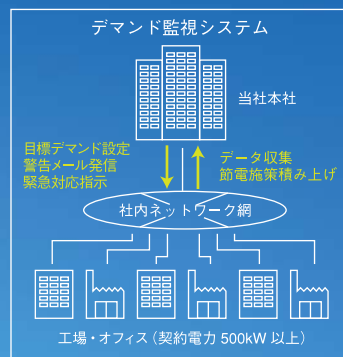 デマンド監視システム
当社本社
目標デマンド設定
警告メール発信
緊急対応指示
データ収集
節電施策積み上げ
社内ネットワーク網
工場・オフィス（契約電力 500kW 以上）